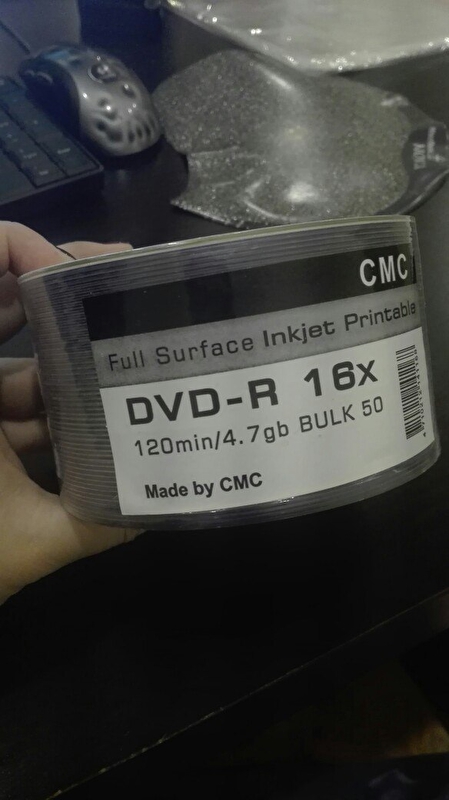 CMC
Full Surface Inkjet Printable
DVD-R 16x
120min/4.7gb BULK 50
Made by CMC